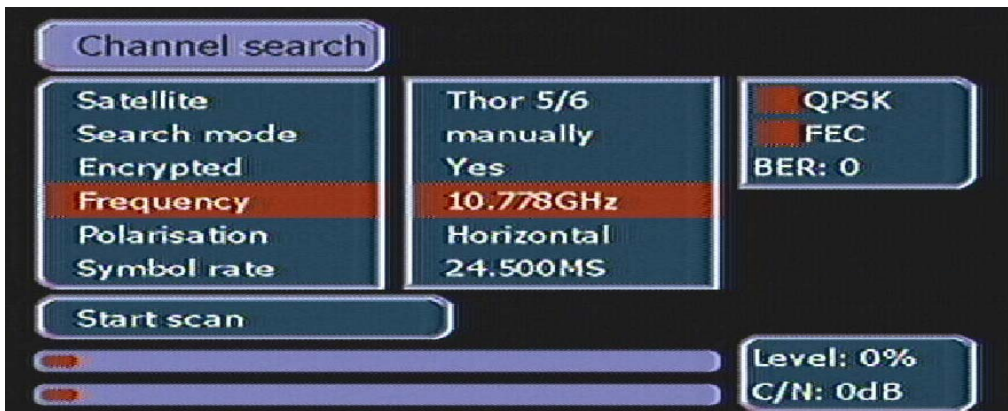 Channel search
Satellite Thor 5/6
Search mode manually
Encrypted Yes
Frequency 10.778GHz
Polarisation Horizontal
Symbol rate 24.500MS
QPSK
FEC
BER: 0
Start scan
Level: 0%
C/N: 0dB